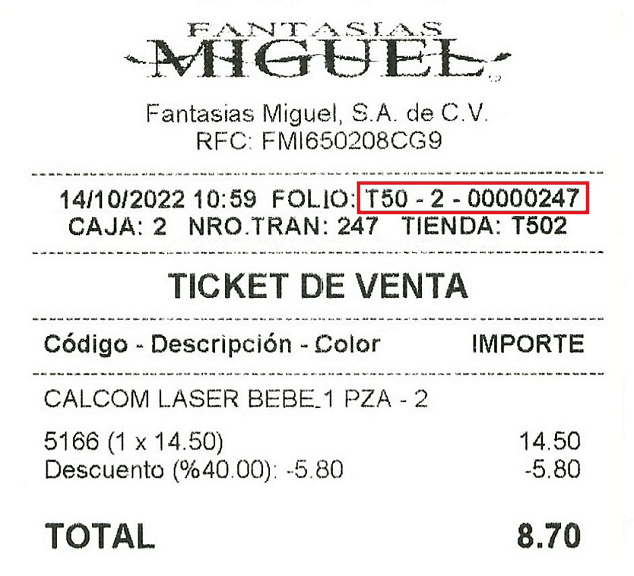 FANTASIAS
MIGUEL
Fantasias Miguel, S.A. de C.V.
RFC: FMI650208CG9
14/10/2022 10:59 FOLIO: T50 - 2 - 00000247
CAJA: 2 NRO.TRAN: 247 TIENDA: T502
TICKET DE VENTA
Código - Descripción - Color IMPORTE
CALCOM LASER BEBE.1 PZA - 2
5166 (1 x 14.50) 14.50
Descuento (%40.00): -5.80 -5.80
TOTAL 8.70